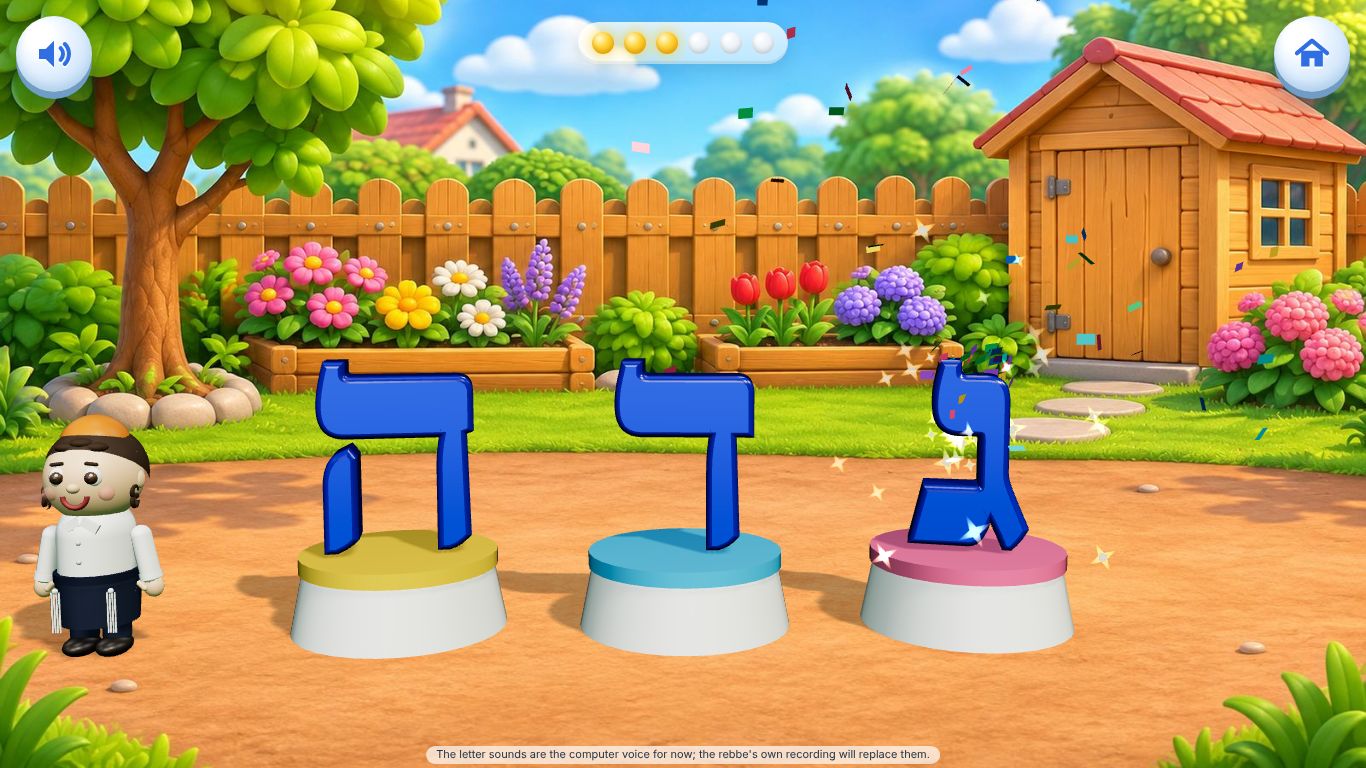 ג ד ה
The letter sounds are the computer voice for now; the rebbe's own recording will replace them.